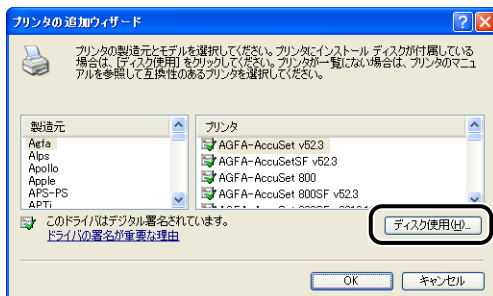 プリンタの追加ウィザード
プリンタの製造元とモデルを選択してください。プリンタにインストール ディスクが付属している
場合は、[ディスク使用] をクリックしてください。プリンタが一覧にない場合は、プリンタのマニュ
アルを参照して互換性のあるプリンタを選択してください。
製造元
Agfa
Alps
Apollo
Apple
APS-PS
APTi
プリンタ
AGFA-AccuSet v52.3
AGFA-AccuSetSF v52.3
AGFA-AccuSet 800
AGFA-AccuSet 800SF v52.3
このドライバはデジタル署名されています。
ドライバの署名が重要な理由
ディスク使用(H)...
OK
キャンセル